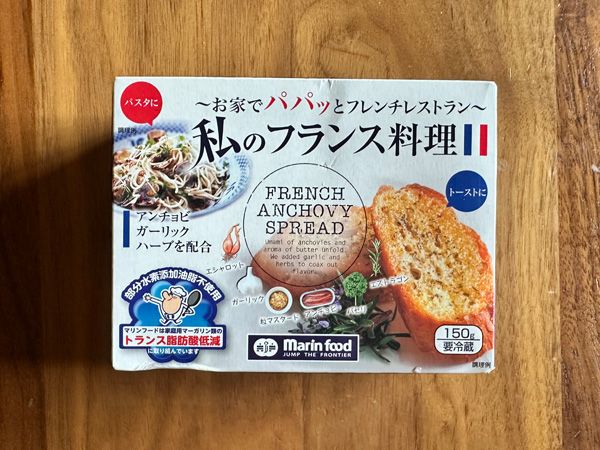 ～お家でパパッとフレンチレストラン～
パスタに
調理例
私のフランス料理
トーストに
アンチョビ
ガーリック
ハーブを配合
FRENCH
ANCHOVY
SPREAD
Umami of anchovies and
aroma of butter unfold.
We added garlic and
herbs to coax out
flavor.
エシャロット
ガーリック
粒マスタード
アンチョビ
パセリ
エストラゴン
部分水素添加油脂不使用
マリンフードは家庭用マーガリン類の
トランス脂肪酸低減
に取り組んでいます
marin food
JUMP THE FRONTIER
150g
要冷蔵
調理例